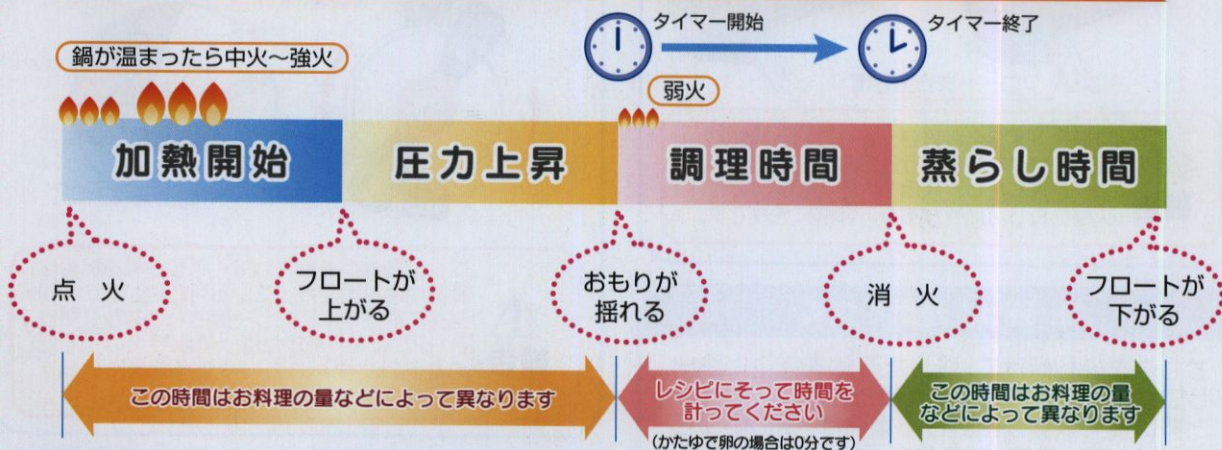 タイマー開始
タイマー終了
鍋が温まったら中火~強火
弱火
加熱開始
圧力上昇
調理時間
蒸らし時間
点 火
フロートが
上がる
おもりが
揺れる
消 火
フロートが
下がる
この時間はお料理の量などによって異なります
レシピにそって時間を
計ってください
(かたゆで卵の場合は0分です)
この時間はお料理の量
などによって異なります